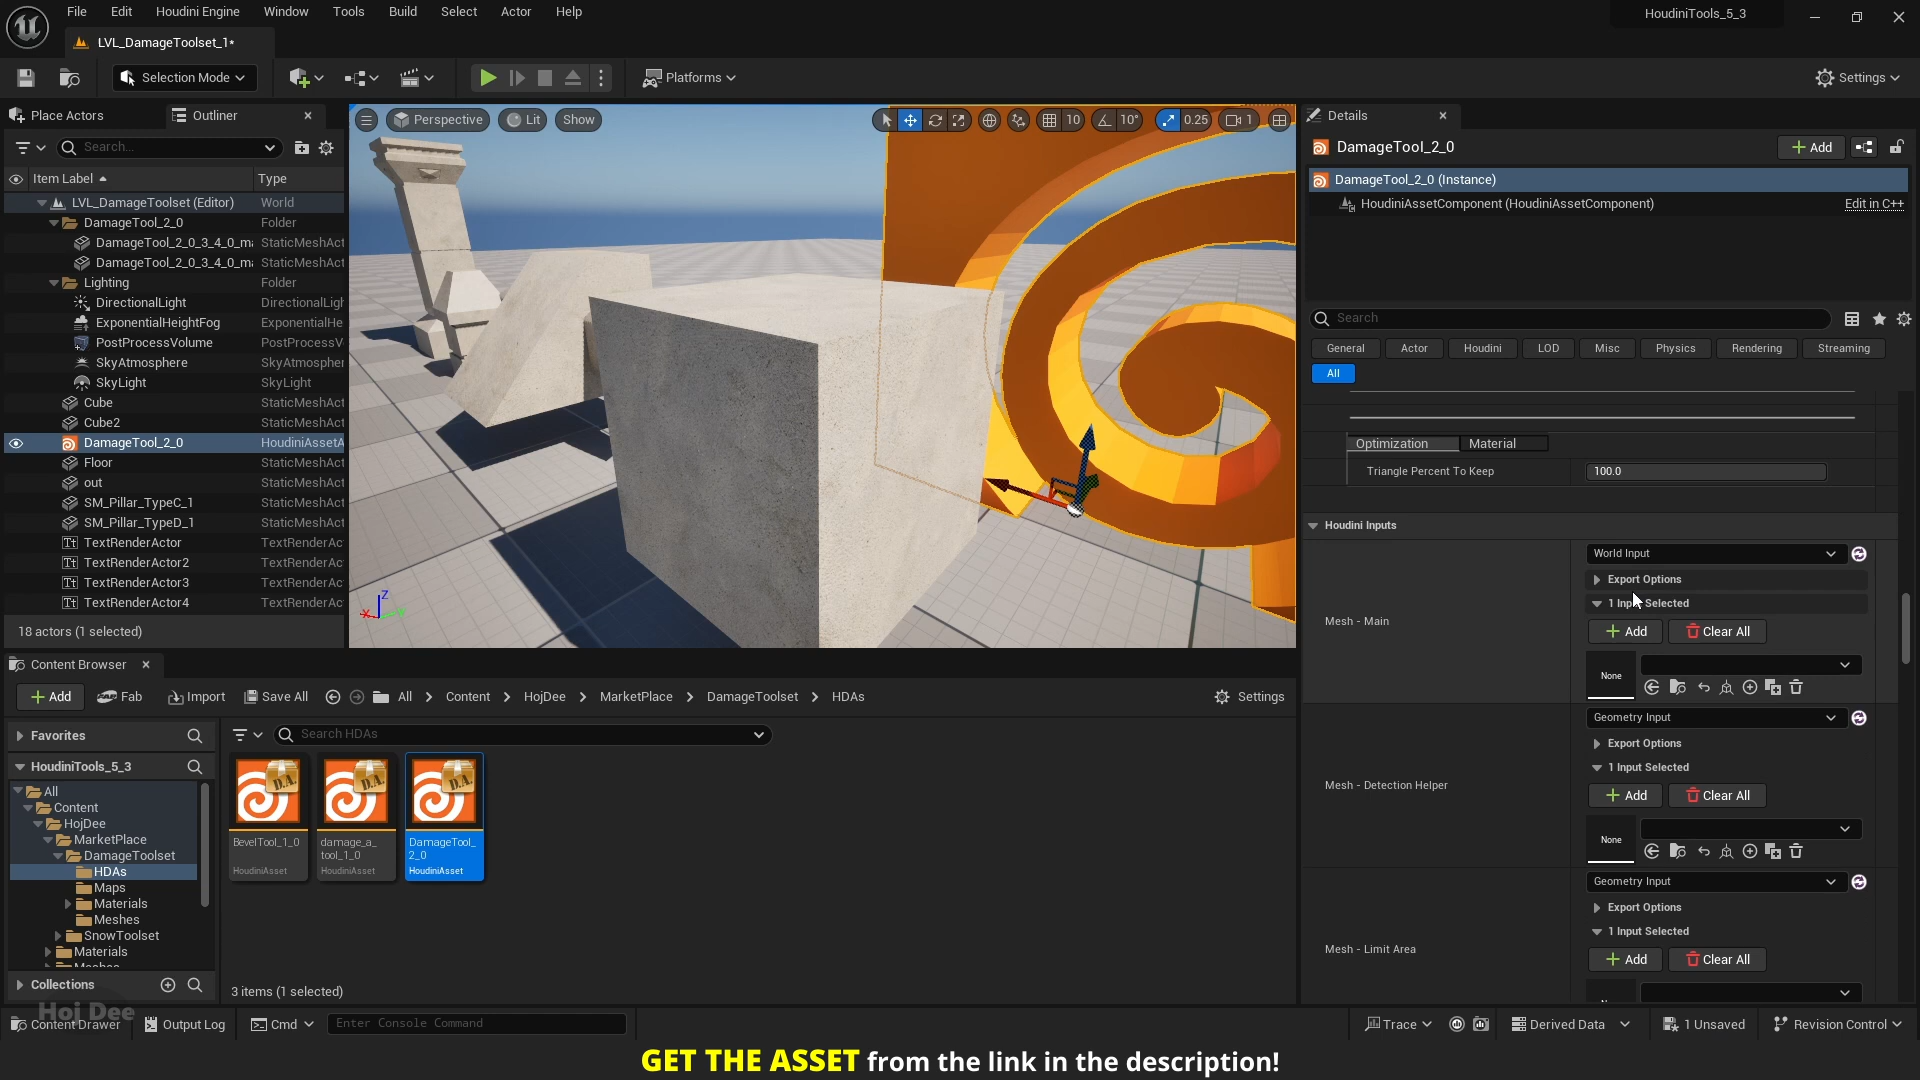 File Edit Houdini Engine Window Tools Build Select Actor Help
HoudiniTools_5_3
LVL_DamageToolset_1*
Selection Mode
Platforms
Settings
Place Actors
Outliner
Search...
Item Label Type
LVL_DamageToolset (Editor) World
DamageTool_2_0 Folder
DamageTool_2_0_3_4_0_ma StaticMeshAct
DamageTool_2_0_3_4_0_ma StaticMeshAct
Lighting Folder
DirectionalLight DirectionalLigh
ExponentialHeightFog ExponentialHe
PostProcessVolume PostProcessV
SkyAtmosphere SkyAtmospher
SkyLight SkyLight
Cube StaticMeshAct
Cube2 StaticMeshAct
DamageTool_2_0 HoudiniAssetA
Floor StaticMeshAct
out StaticMeshAct
SM_Pillar_TypeC_1 StaticMeshAct
SM_Pillar_TypeD_1 StaticMeshAct
TextRenderActor TextRenderAc
TextRenderActor2 TextRenderAc
TextRenderActor3 TextRenderAc
TextRenderActor4 TextRenderAc
18 actors (1 selected)
Perspective Lit Show
10 10° 0.25 1
Z
Details
DamageTool_2_0
Add
DamageTool_2_0 (Instance)
HoudiniAssetComponent (HoudiniAssetComponent) Edit in C++
Search
General Actor Houdini LOD Misc Physics Rendering Streaming
All
Optimization Material
Triangle Percent To Keep 100.0
Houdini Inputs
Mesh - Main
World Input
Export Options
1 Input Selected
Add Clear All
None
Mesh - Detection Helper
Geometry Input
Export Options
1 Input Selected
Add Clear All
None
Mesh - Limit Area
Geometry Input
Export Options
1 Input Selected
Add Clear All
Content Browser
Add Fab Import Save All All Content HojDee MarketPlace DamageToolset HDAs Settings
Favorites
HoudiniTools_5_3
All
Content
HojDee
MarketPlace
DamageToolset
HDAs
Maps
Materials
Meshes
SnowToolset
Materials
Collections
Search HDAs
D.A. D.A. D.A.
BevelTool_1_0
HoudiniAsset
damage_a_
tool_1_0
HoudiniAsset
DamageTool_
2_0
HoudiniAsset
3 items (1 selected)
Hoj Dee
Content Drawer Output Log Cmd Enter Console Command Trace Derived Data 1 Unsaved Revision Control
GET THE ASSET from the link in the description!